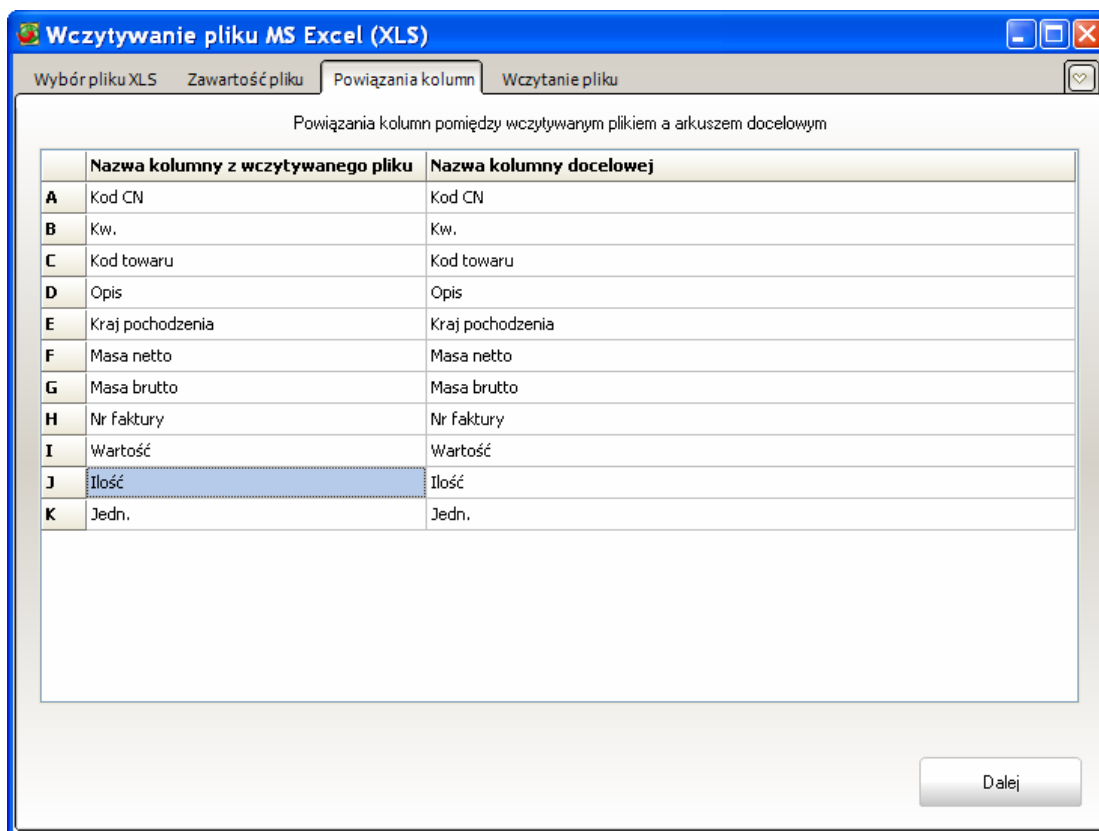 Wczytywanie pliku MS Excel (XLS)
Wybór pliku XLS Zawartość pliku Powiązania kolumn Wczytanie pliku
Powiązania kolumn pomiędzy wczytywanym plikiem a arkuszem docelowym
Nazwa kolumny z wczytywanego pliku Nazwa kolumny docelowej
A Kod CN Kod CN
B Kw. Kw.
C Kod towaru Kod towaru
D Opis Opis
E Kraj pochodzenia Kraj pochodzenia
F Masa netto Masa netto
G Masa brutto Masa brutto
H Nr faktury Nr faktury
I Wartość Wartość
J Ilość Ilość
K Jedn. Jedn.
Dalej